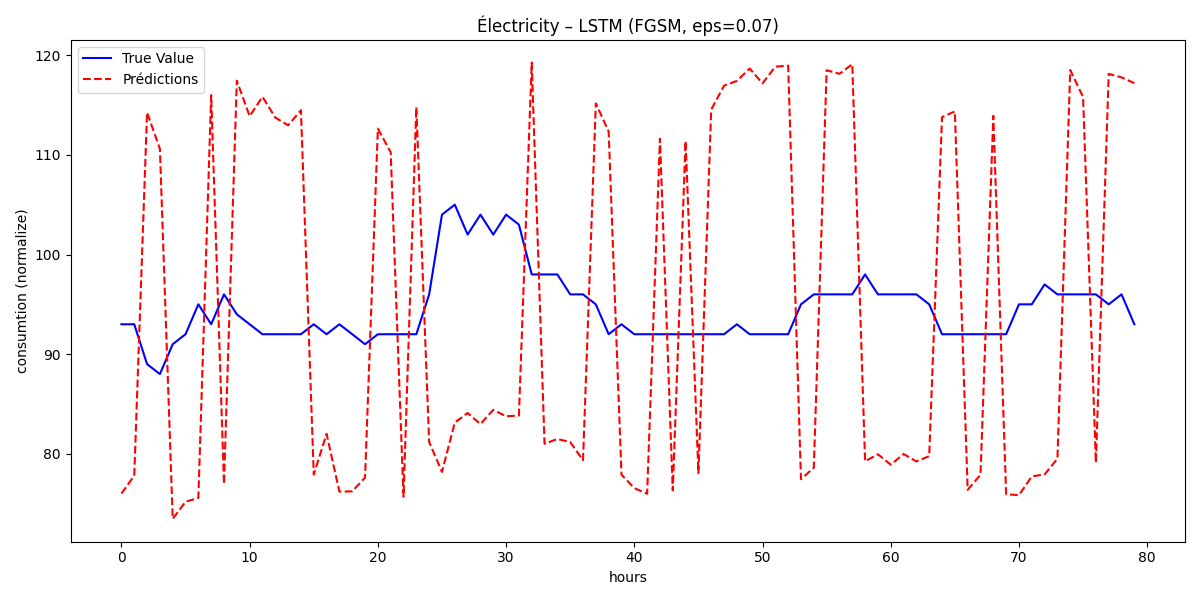 Électricity – LSTM (FGSM, eps=0.07)
True Value
Prédictions
consumtion (normalize)
120
110
100
90
80
0 10 20 30 40 50 60 70 80
hours